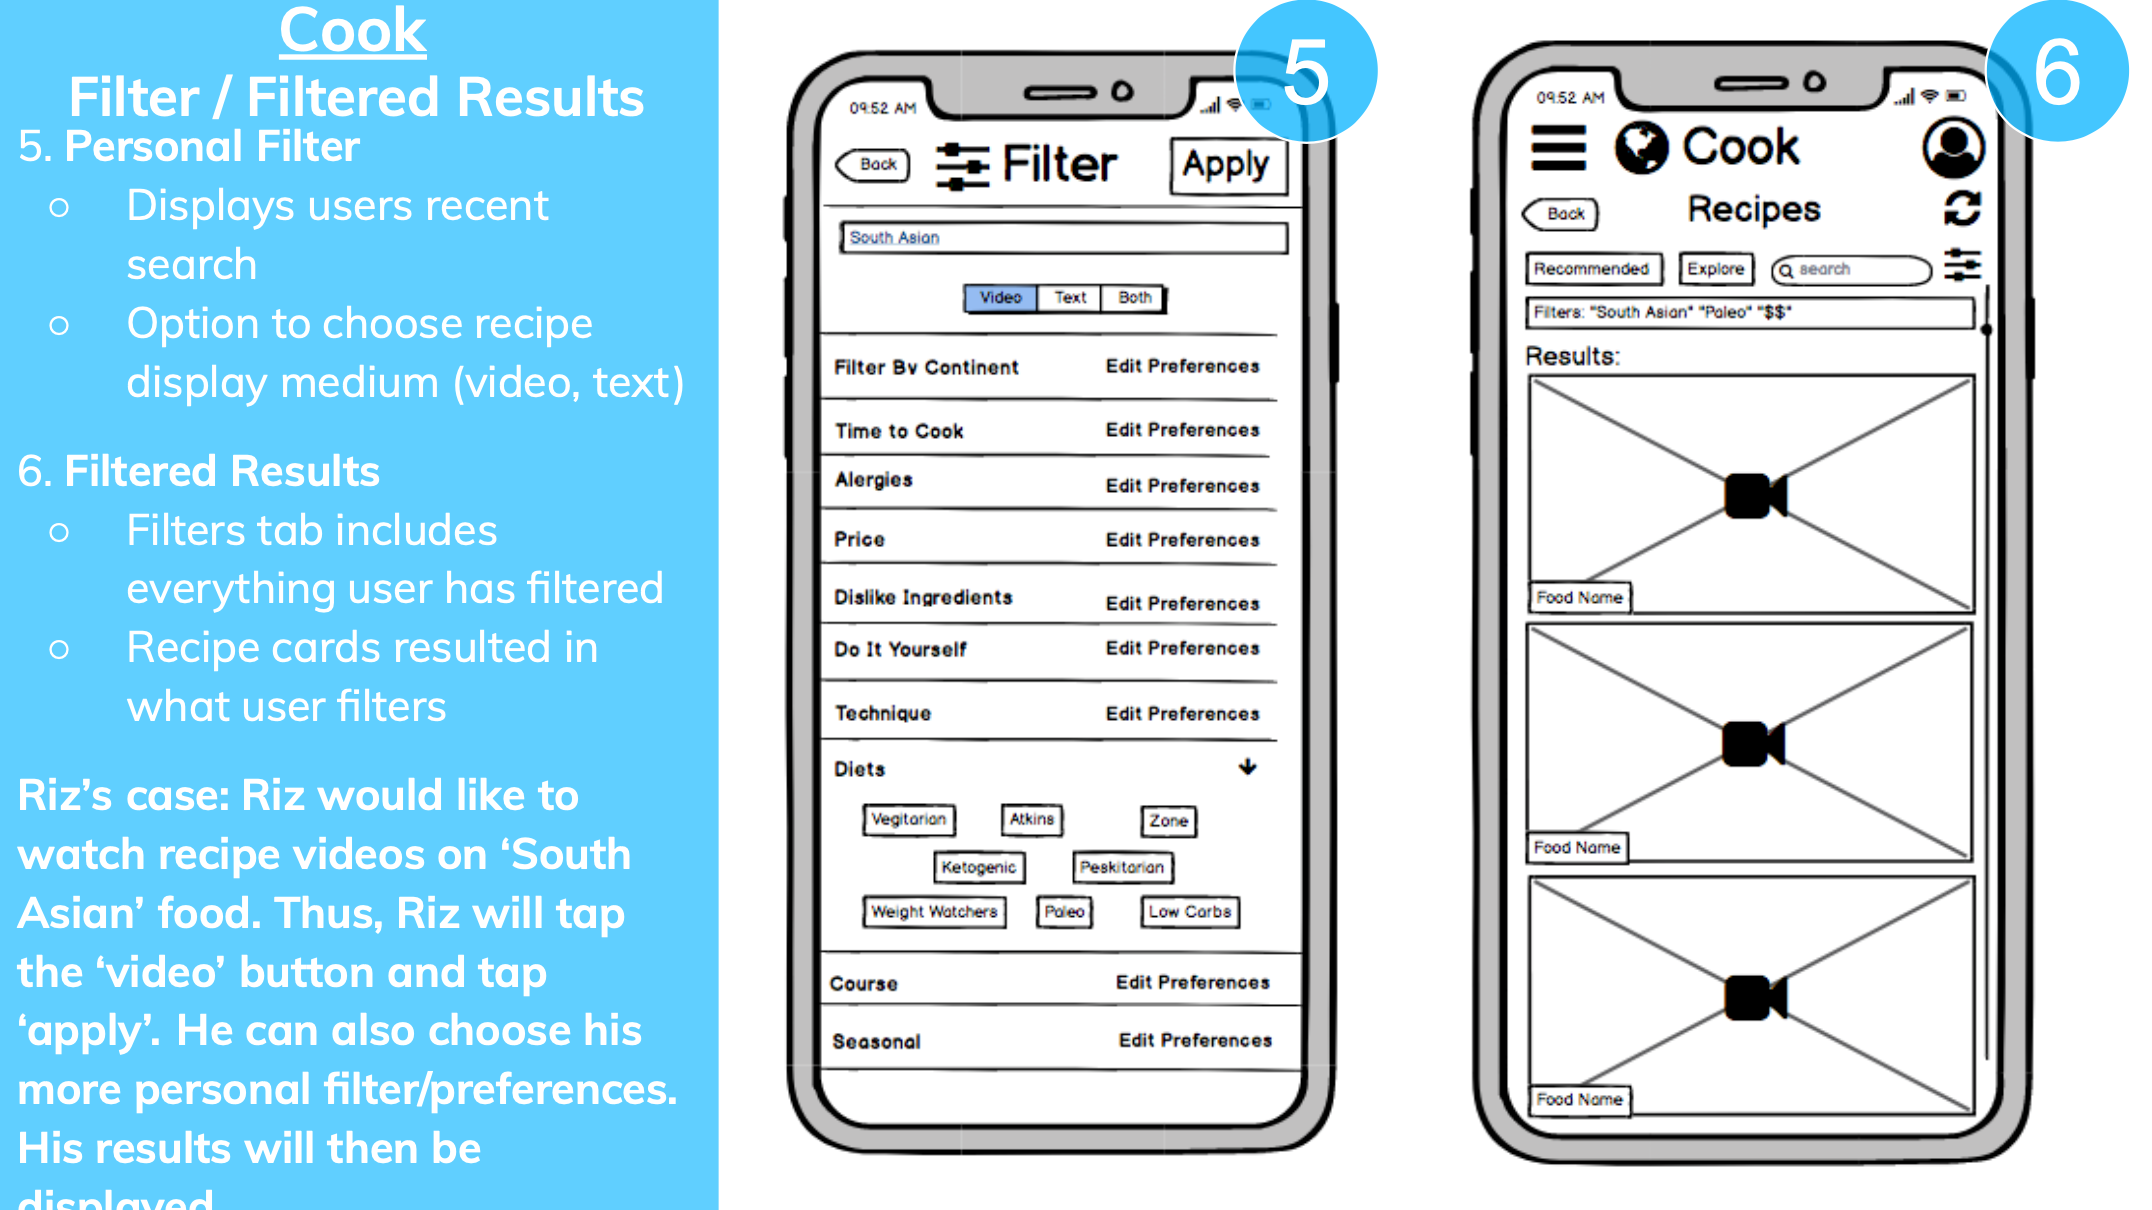 Cook
Filter / Filtered Results
5. Personal Filter
○ Displays users recent
search
○ Option to choose recipe
display medium (video, text)
6. Filtered Results
○ Filters tab includes
everything user has filtered
○ Recipe cards resulted in
what user filters
Riz’s case: Riz would like to
watch recipe videos on ‘South
Asian’ food. Thus, Riz will tap
the ‘video’ button and tap
‘apply’. He can also choose his
more personal filter/preferences.
His results will then be
displayed
5
09:52 AM
Back
Filter
Apply
South Asian
Video Text Both
Filter By Continent Edit Preferences
Time to Cook Edit Preferences
Alergies Edit Preferences
Price Edit Preferences
Dislike Ingredients Edit Preferences
Do It Yourself Edit Preferences
Technique Edit Preferences
Diets
Vegitarian Atkins Zone
Ketogenic Peskitarian
Weight Watchers Paleo Low Carbs
Course Edit Preferences
Seasonal Edit Preferences
6
09:52 AM
Cook
Back Recipes
Recommended Explore search
Filters: "South Asian" "Paleo" "$$"
Results:
Food Name
Food Name
Food Name